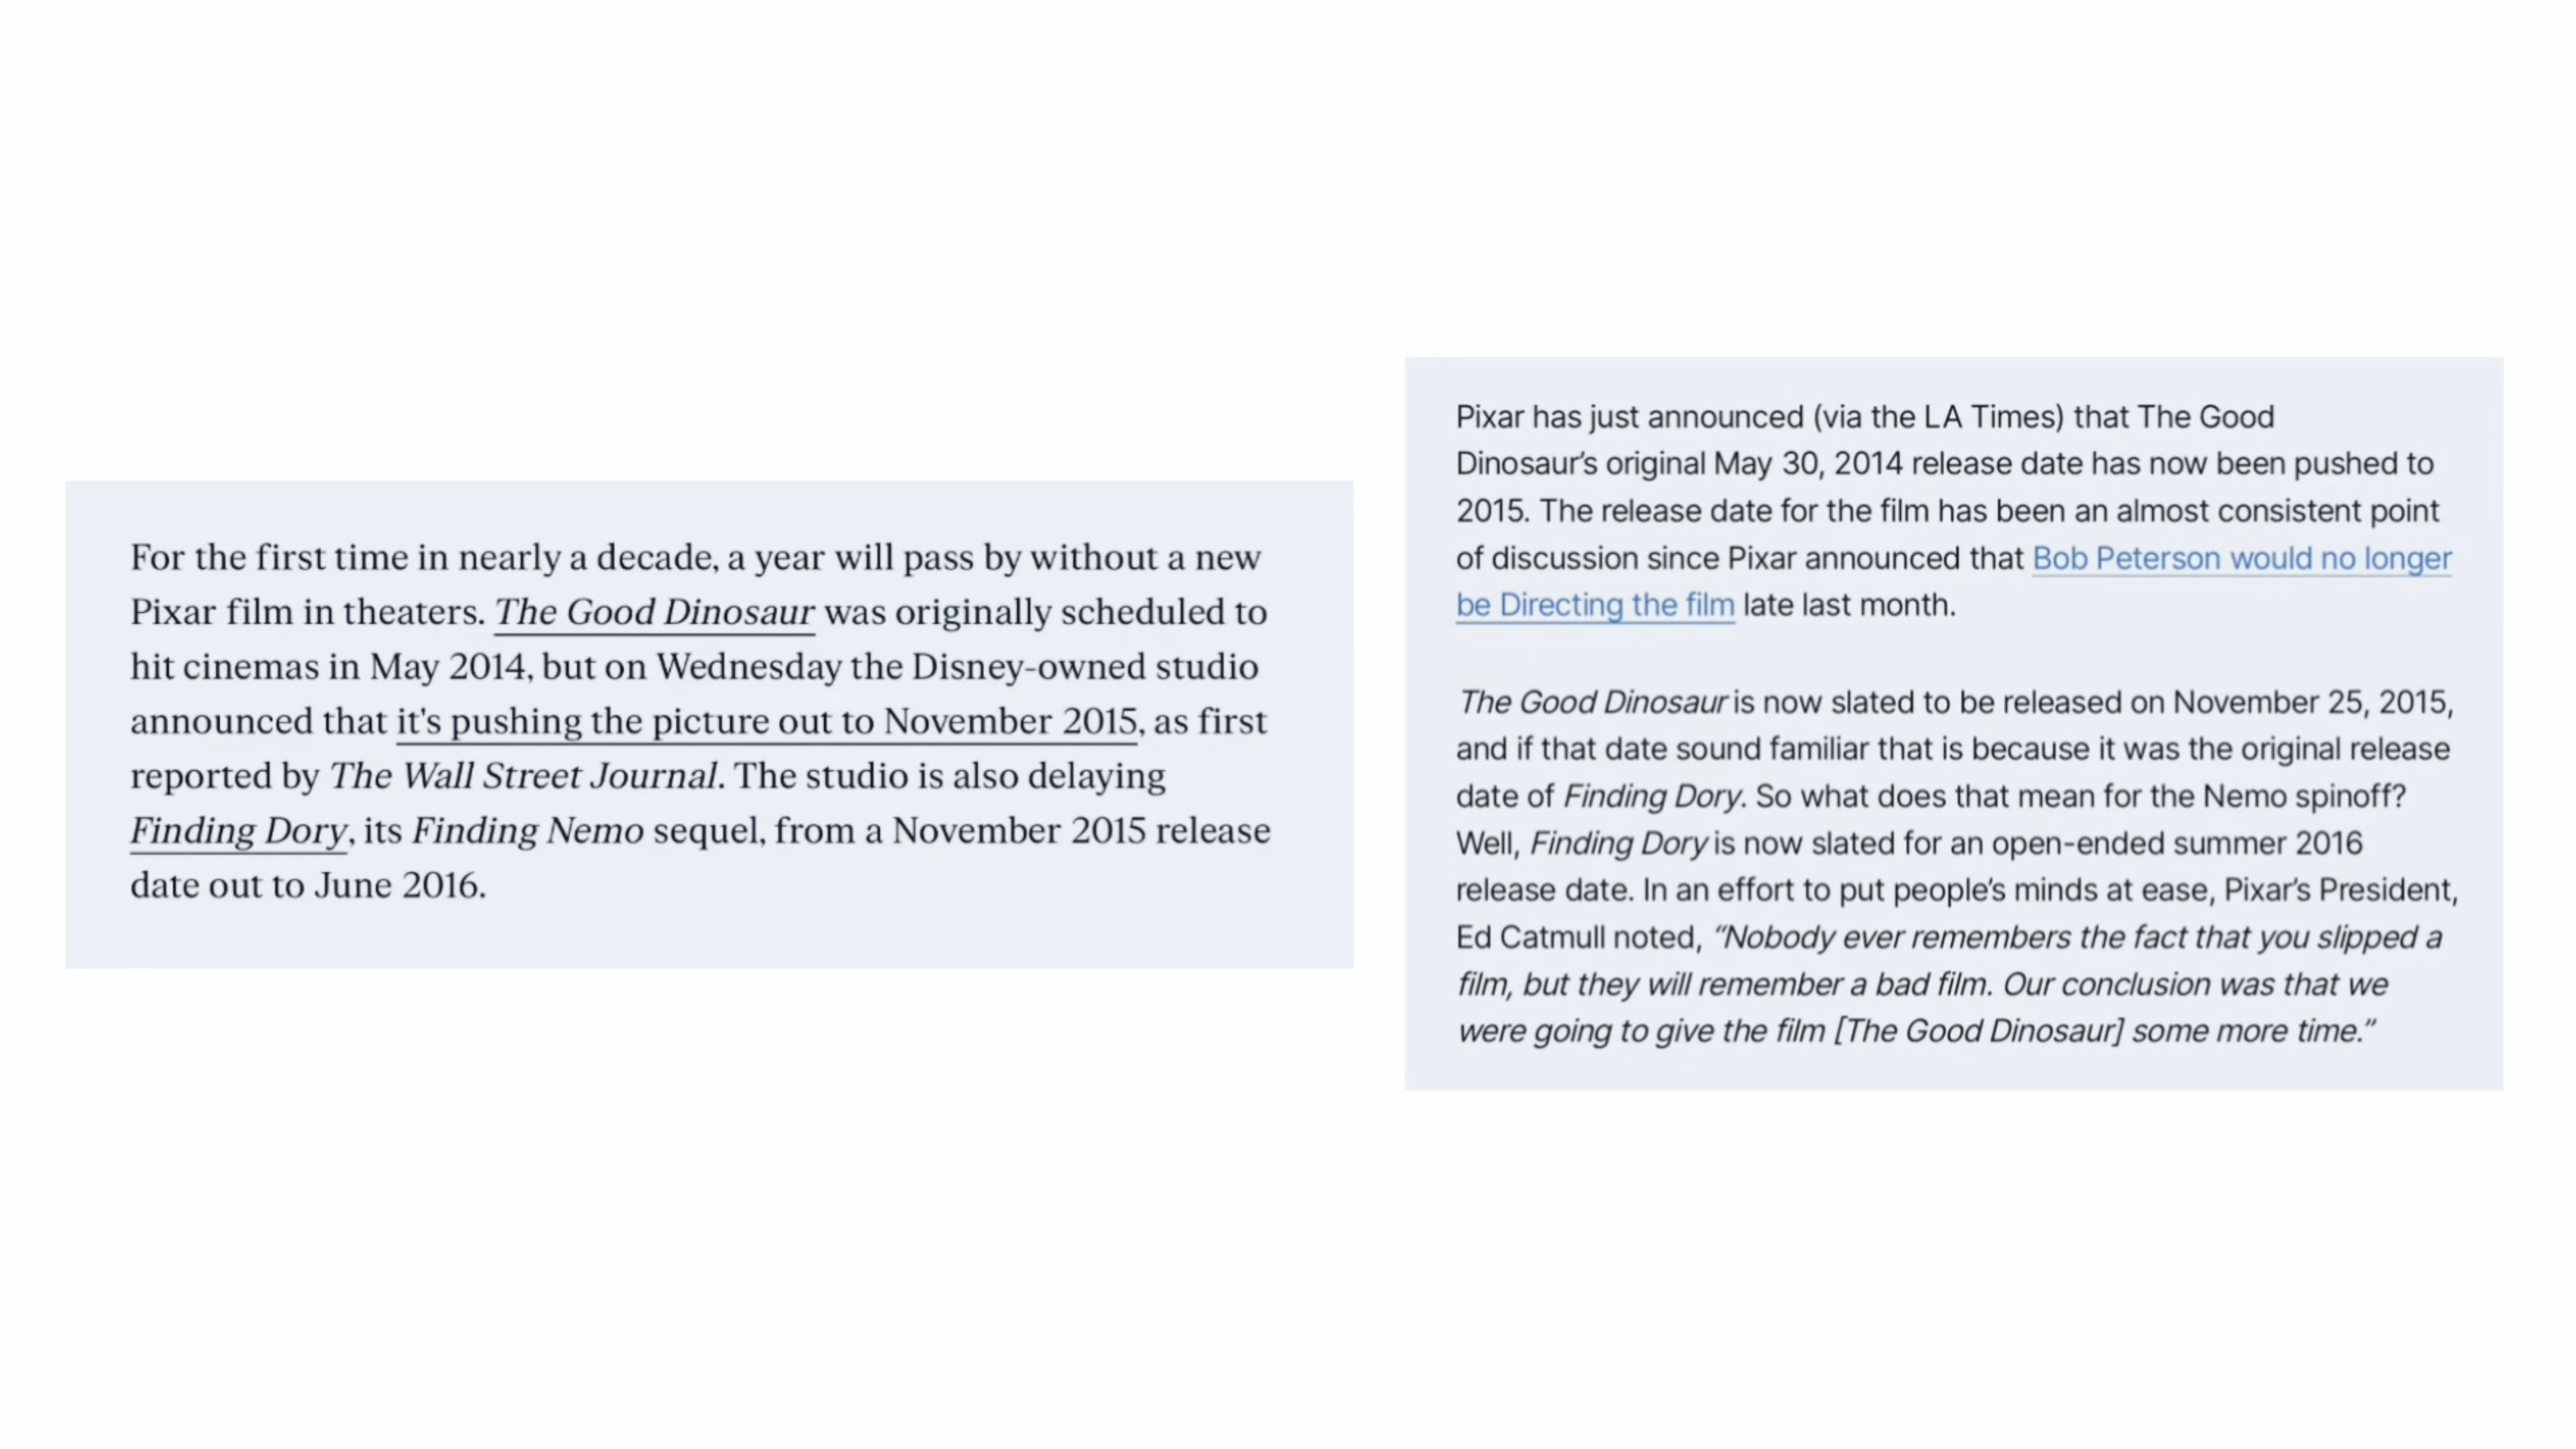 For the first time in nearly a decade, a year will pass by without a new
Pixar film in theaters. The Good Dinosaur was originally scheduled to
hit cinemas in May 2014, but on Wednesday the Disney-owned studio
announced that it's pushing the picture out to November 2015, as first
reported by The Wall Street Journal. The studio is also delaying
Finding Dory, its Finding Nemo sequel, from a November 2015 release
date out to June 2016.
Pixar has just announced (via the LA Times) that The Good
Dinosaur’s original May 30, 2014 release date has now been pushed to
2015. The release date for the film has been an almost consistent point
of discussion since Pixar announced that Bob Peterson would no longer
be Directing the film late last month.
The Good Dinosaur is now slated to be released on November 25, 2015,
and if that date sound familiar that is because it was the original release
date of Finding Dory. So what does that mean for the Nemo spinoff?
Well, Finding Dory is now slated for an open-ended summer 2016
release date. In an effort to put people’s minds at ease, Pixar’s President,
Ed Catmull noted, “Nobody ever remembers the fact that you slipped a
film, but they will remember a bad film. Our conclusion was that we
were going to give the film [The Good Dinosaur] some more time.”